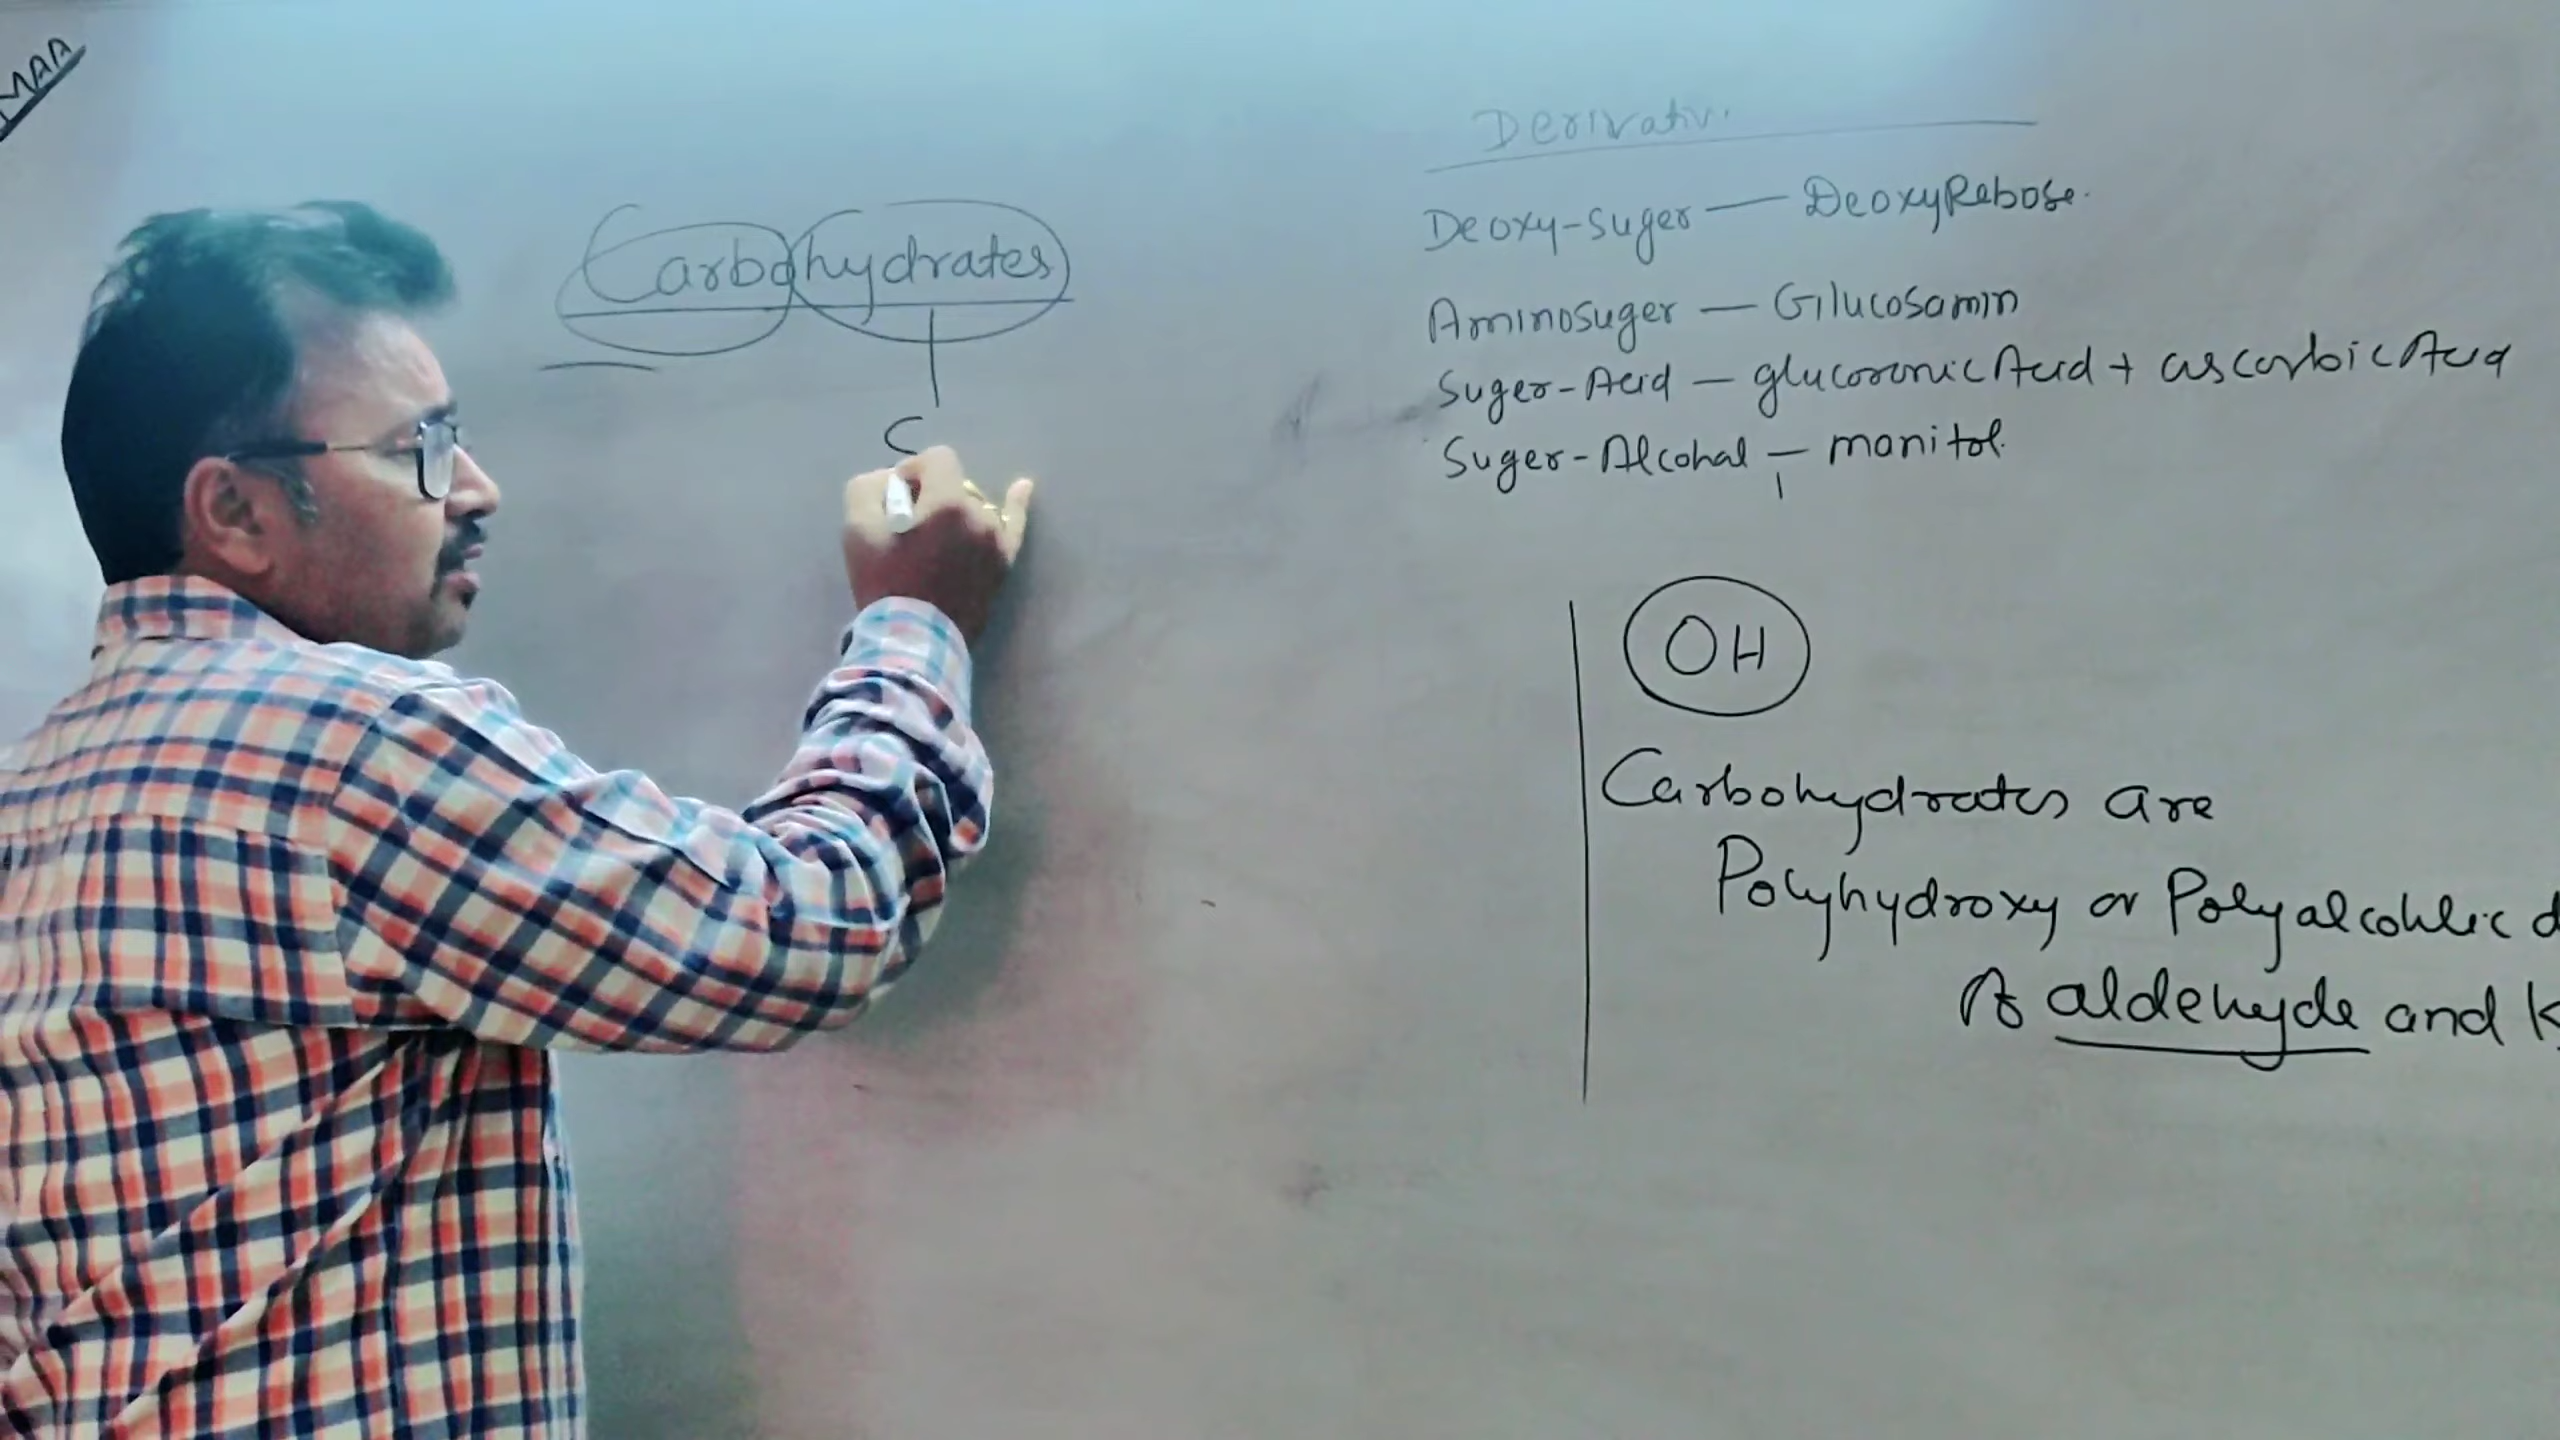 MAA
Carbohydrates
C
Derivativ.
Deoxy-Suger — DeoxyRebose.
Aminosuger — Glucosamin
Suger-Acid — glucoronic Acid + ascorbic Acid
Suger-Alcohal — manitol
OH
Carbohydrates are
Polyhydroxy or Polyalcohlic d
of aldehyde and K